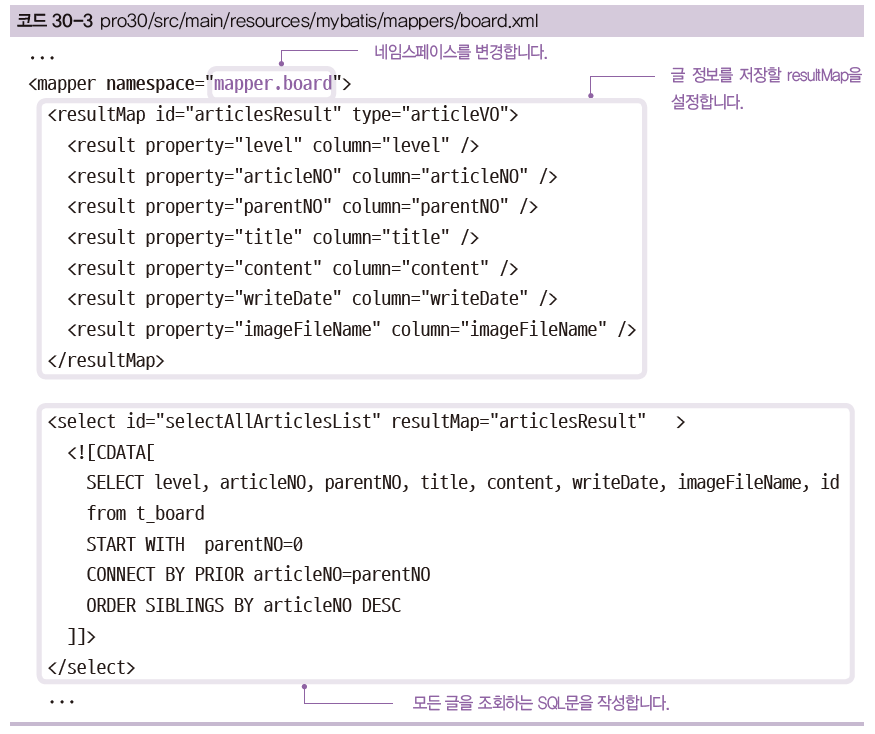 코드 30-3 pro30/src/main/resources/mybatis/mappers/board.xml
...
네임스페이스를 변경합니다.
<mapper namespace="mapper.board">
글 정보를 저장할 resultMap을
설정합니다.
<resultMap id="articlesResult" type="articleVO">
<result property="level" column="level" />
<result property="articleNO" column="articleNO" />
<result property="parentNO" column="parentNO" />
<result property="title" column="title" />
<result property="content" column="content" />
<result property="writeDate" column="writeDate" />
<result property="imageFileName" column="imageFileName" />
</resultMap>
<select id="selectAllArticlesList" resultMap="articlesResult"   >
<![CDATA[
SELECT level, articleNO, parentNO, title, content, writeDate, imageFileName, id
from t_board
START WITH  parentNO=0
CONNECT BY PRIOR articleNO=parentNO
ORDER SIBLINGS BY articleNO DESC
]]>
</select>
...
모든 글을 조회하는 SQL문을 작성합니다.